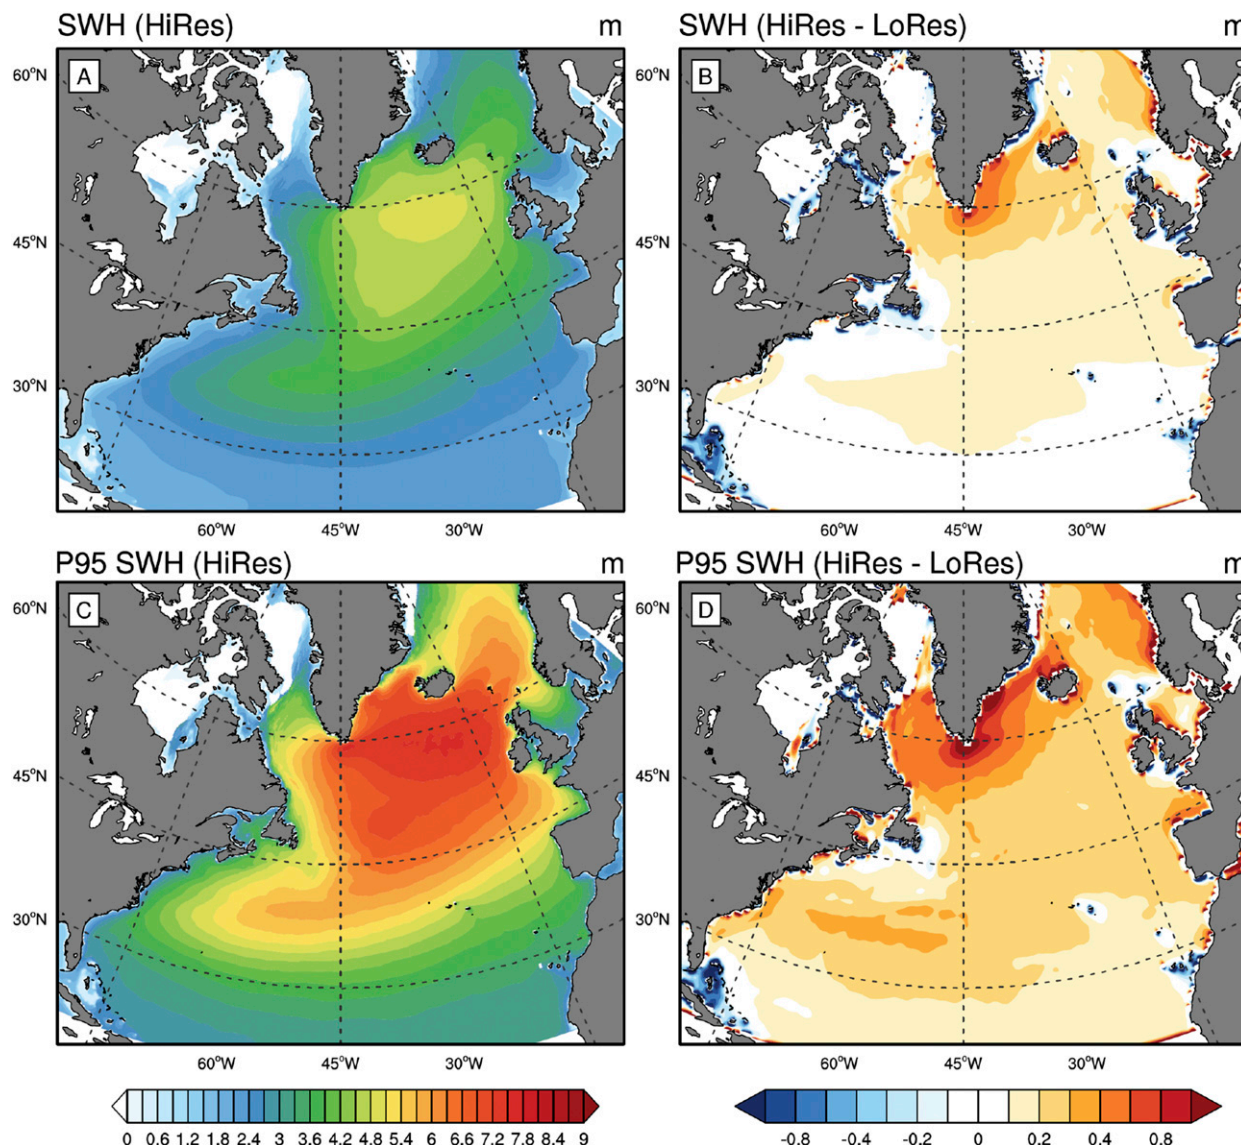 SWH (HiRes) m
SWH (HiRes - LoRes) m
A
B
60°N
60°N
45°N
45°N
30°N
30°N
60°W 45°W 30°W
60°W 45°W 30°W
P95 SWH (HiRes) m
P95 SWH (HiRes - LoRes) m
C
D
60°N
60°N
45°N
45°N
30°N
30°N
60°W 45°W 30°W
60°W 45°W 30°W
0 0.6 1.2 1.8 2.4 3 3.6 4.2 4.8 5.4 6 6.6 7.2 7.8 8.4 9
-0.8 -0.4 -0.2 0 0.2 0.4 0.8